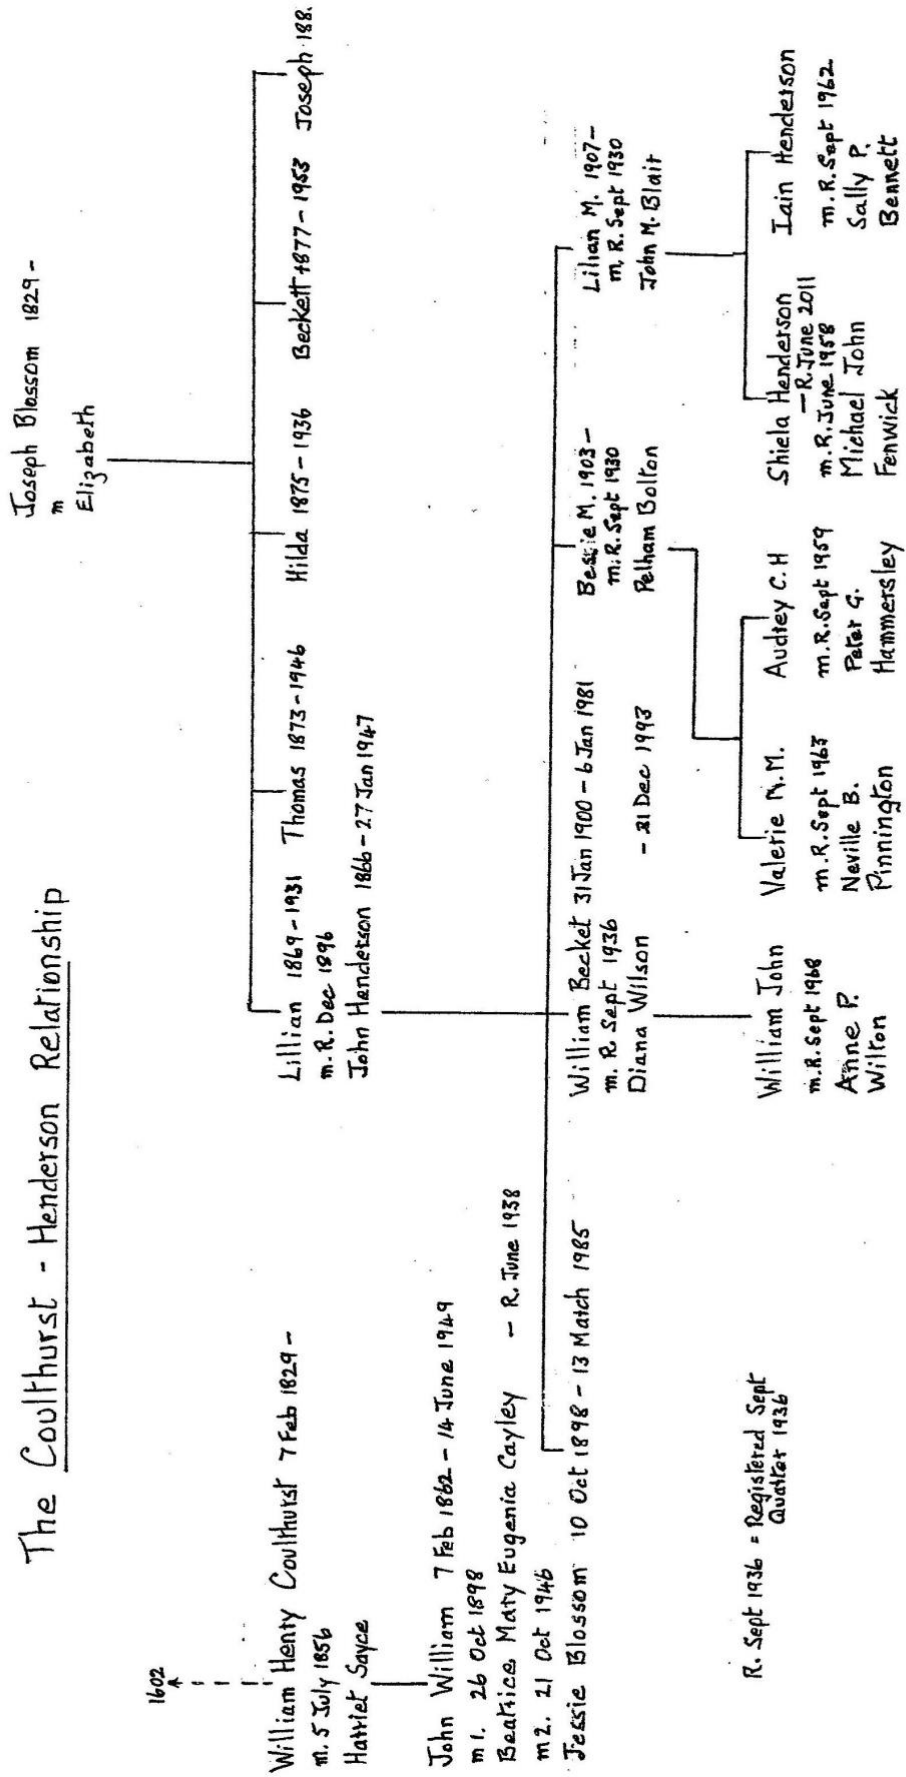 The Coulthurst - Henderson Relationship
Joseph Blossom 1829 -
m
Elizabeth
1602
William Henry Coulthurst 7 Feb 1829 -
m. 5 July 1856
Harriet Sayce
Lillian 1869 - 1931
m. R. Dec 1896
John Henderson 1866 - 27 Jan 1947
Thomas 1873 - 1946
Hilda 1875 - 1936
Beckett 1877 - 1953
Joseph 188.
John William 7 Feb 1862 - 14 June 1949
m 1. 26 Oct 1898
Beatrice Mary Eugenia Cayley - R. June 1938
m 2. 21 Oct 1946
Jessie Blossom 10 Oct 1898 - 13 March 1985
William Becket 31 Jan 1900 - 6 Jan 1981
m. R Sept 1936
Diana Wilson - 21 Dec 1993
Bessie M. 1903 -
m. R. Sept 1930
Pelham Bolton
Lilian M. 1907 -
m. R. Sept 1930
John M. Blair
William John
m. R. Sept 1968
Anne P.
Wilton
Valerie M.
m. R. Sept 1963
Neville B.
Pinnington
Audrey C. H
m. R. Sept 1959
Peter G.
Hammersley
Shiela Henderson
- R. June 2011
m. R. June 1958
Michael John
Fenwick
Iain Henderson
m. R. Sept 1962
Sally P.
Bennett
R. Sept 1936 = Registered Sept
Quarter 1936